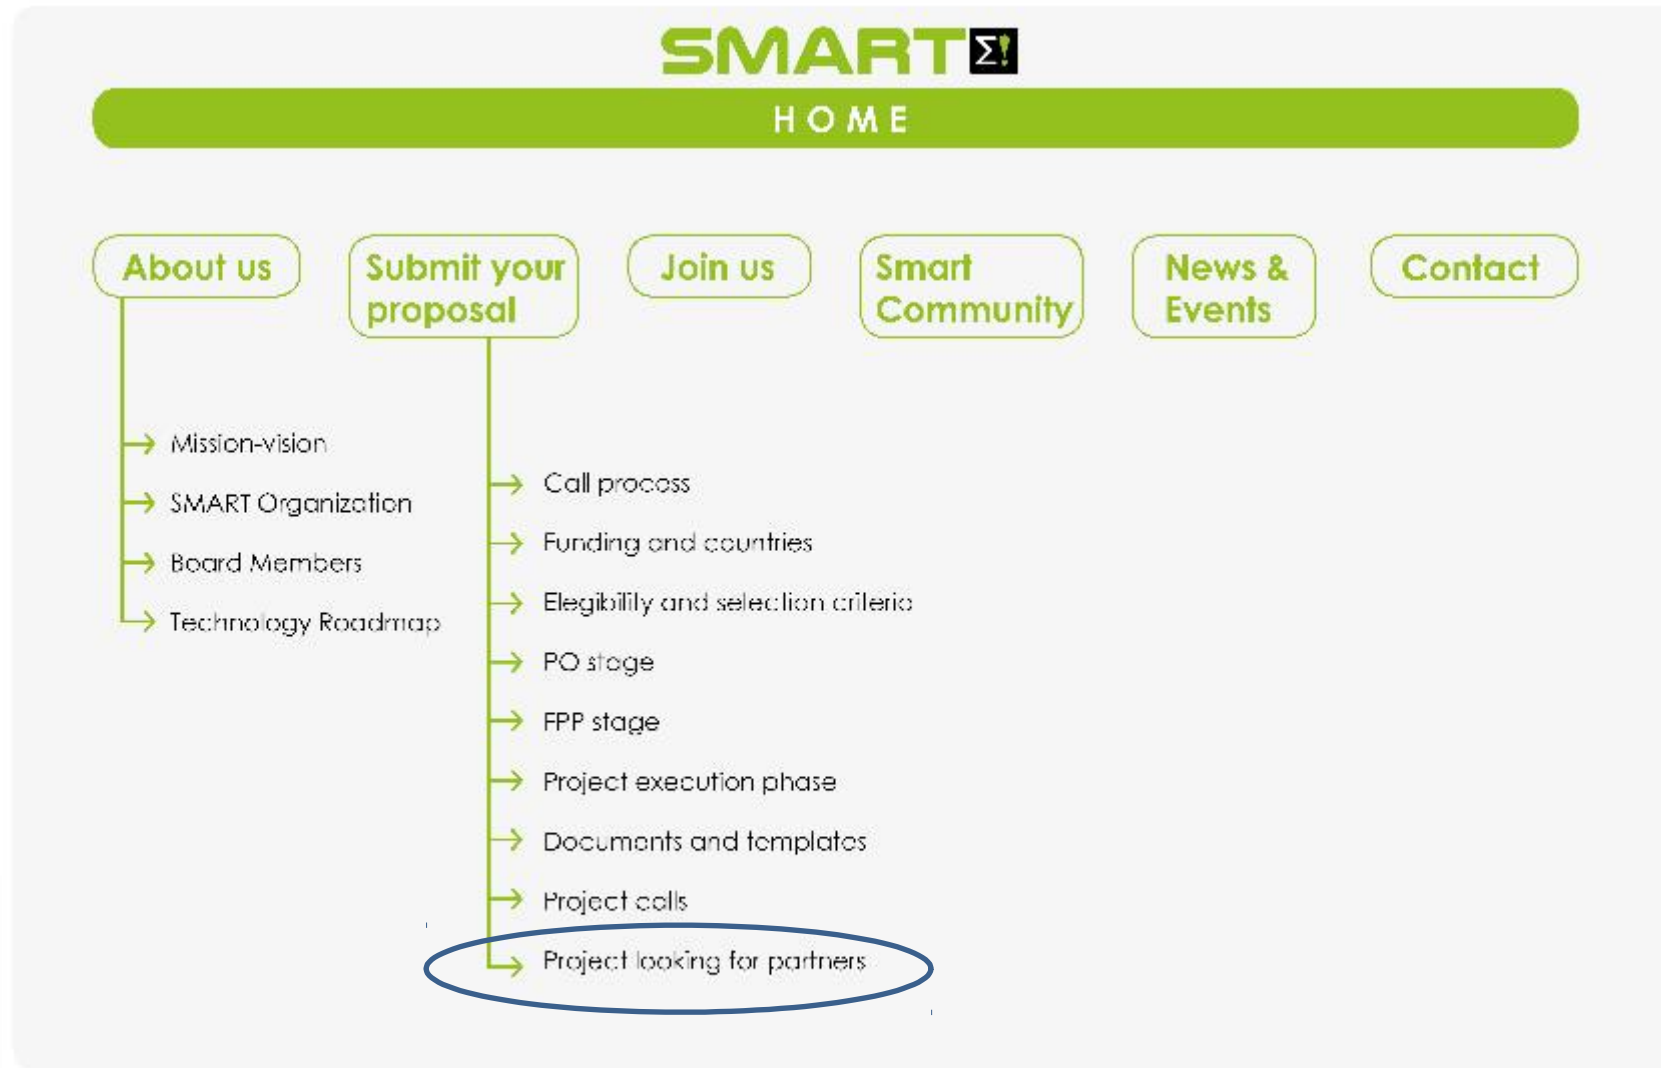 SMART Σ!
HOME
About us
Submit your
proposal
Join us
Smart
Community
News &
Events
Contact
Mission-vision
SMART Organization
Board Members
Technology Roadmap
Call process
Funding and countries
Elegibility and selection criteria
PO stage
FPP stage
Project execution phase
Documents and templates
Project calls
Project looking for partners